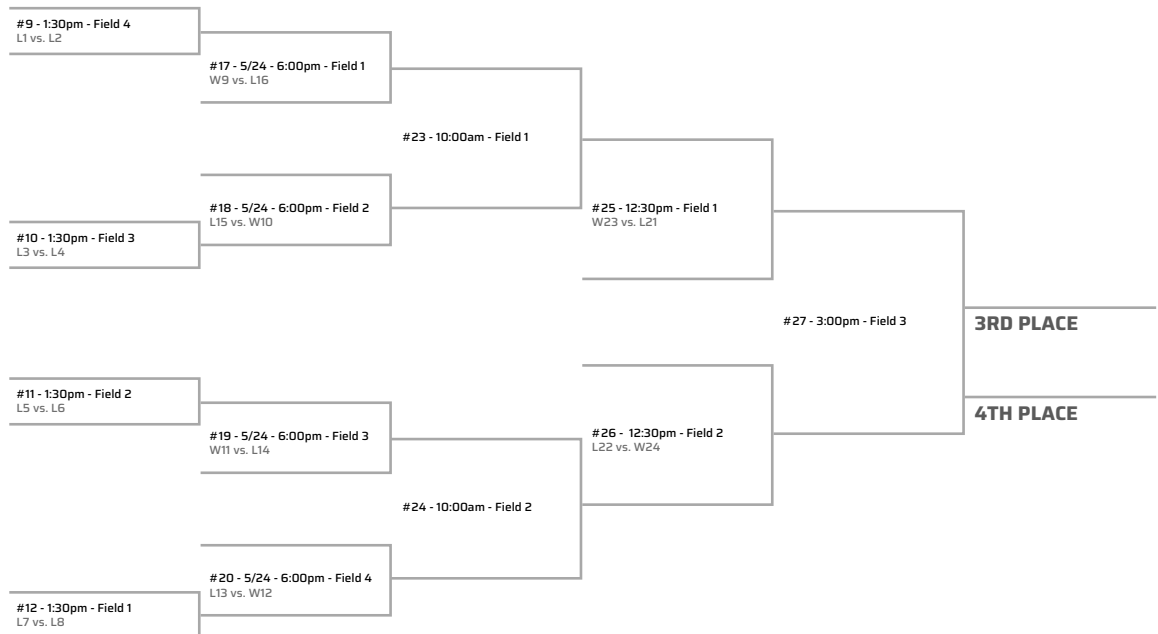 #9 - 1:30pm - Field 4
L1 vs. L2
#17 - 5/24 - 6:00pm - Field 1
W9 vs. L16
#23 - 10:00am - Field 1
#18 - 5/24 - 6:00pm - Field 2
L15 vs. W10
#10 - 1:30pm - Field 3
L3 vs. L4
#25 - 12:30pm - Field 1
W23 vs. L21
#27 - 3:00pm - Field 3
3RD PLACE
4TH PLACE
#11 - 1:30pm - Field 2
L5 vs. L6
#19 - 5/24 - 6:00pm - Field 3
W11 vs. L14
#26 -  12:30pm - Field 2
L22 vs. W24
#24 - 10:00am - Field 2
#20 - 5/24 - 6:00pm - Field 4
L13 vs. W12
#12 - 1:30pm - Field 1
L7 vs. L8